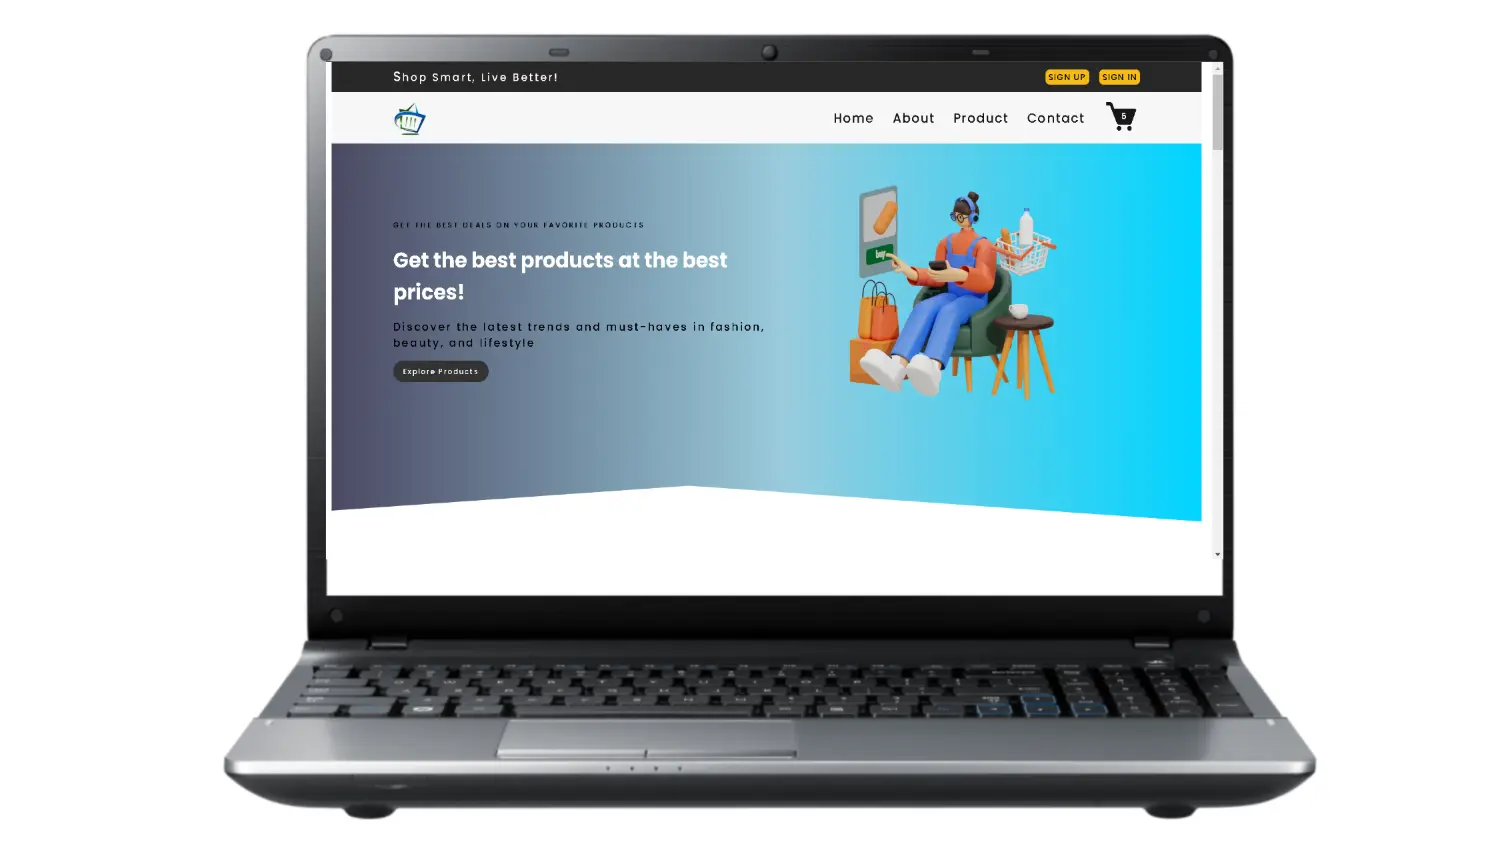 Shop Smart, Live Better!
SIGN UP SIGN IN
Home About Product Contact
5
GET THE BEST DEALS ON YOUR FAVORITE PRODUCTS
Get the best products at the best
prices!
buy
Discover the latest trends and must-haves in fashion,
beauty, and lifestyle
Explore Products